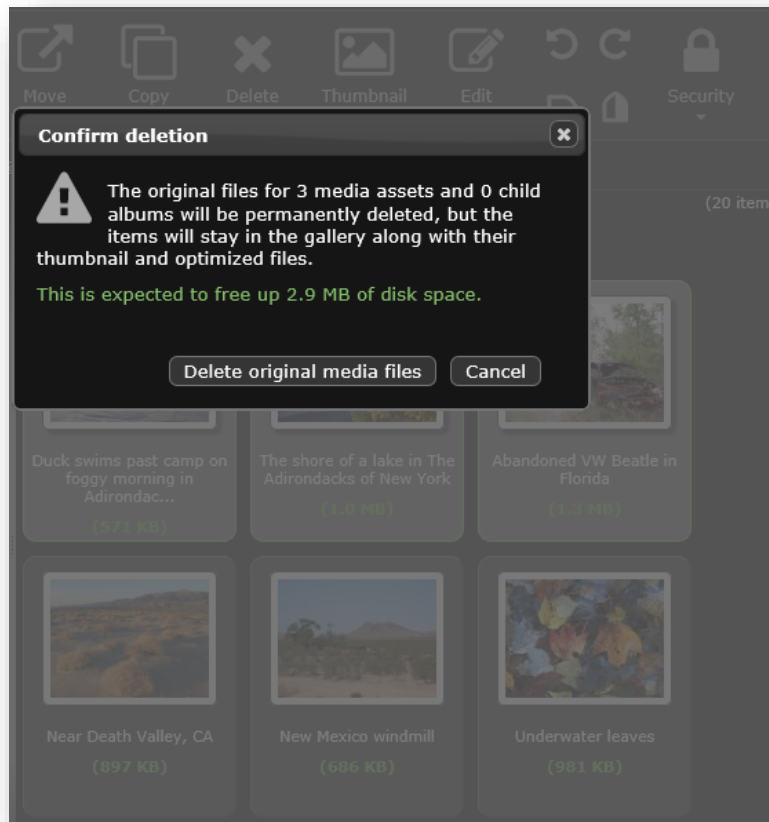 Move Copy Delete Thumbnail Edit Security
Confirm deletion
(20 item
The original files for 3 media assets and 0 child
albums will be permanently deleted, but the
items will stay in the gallery along with their
thumbnail and optimized files.
This is expected to free up 2.9 MB of disk space.
Delete original media files Cancel
Duck swims past camp on
foggy morning in
Adirondac...
(571 KB)
The shore of a lake in The
Adirondacks of New York
(1.0 MB)
Abandoned VW Beatle in
Florida
(1.3 MB)
Near Death Valley, CA
(897 KB)
New Mexico windmill
(686 KB)
Underwater leaves
(981 KB)